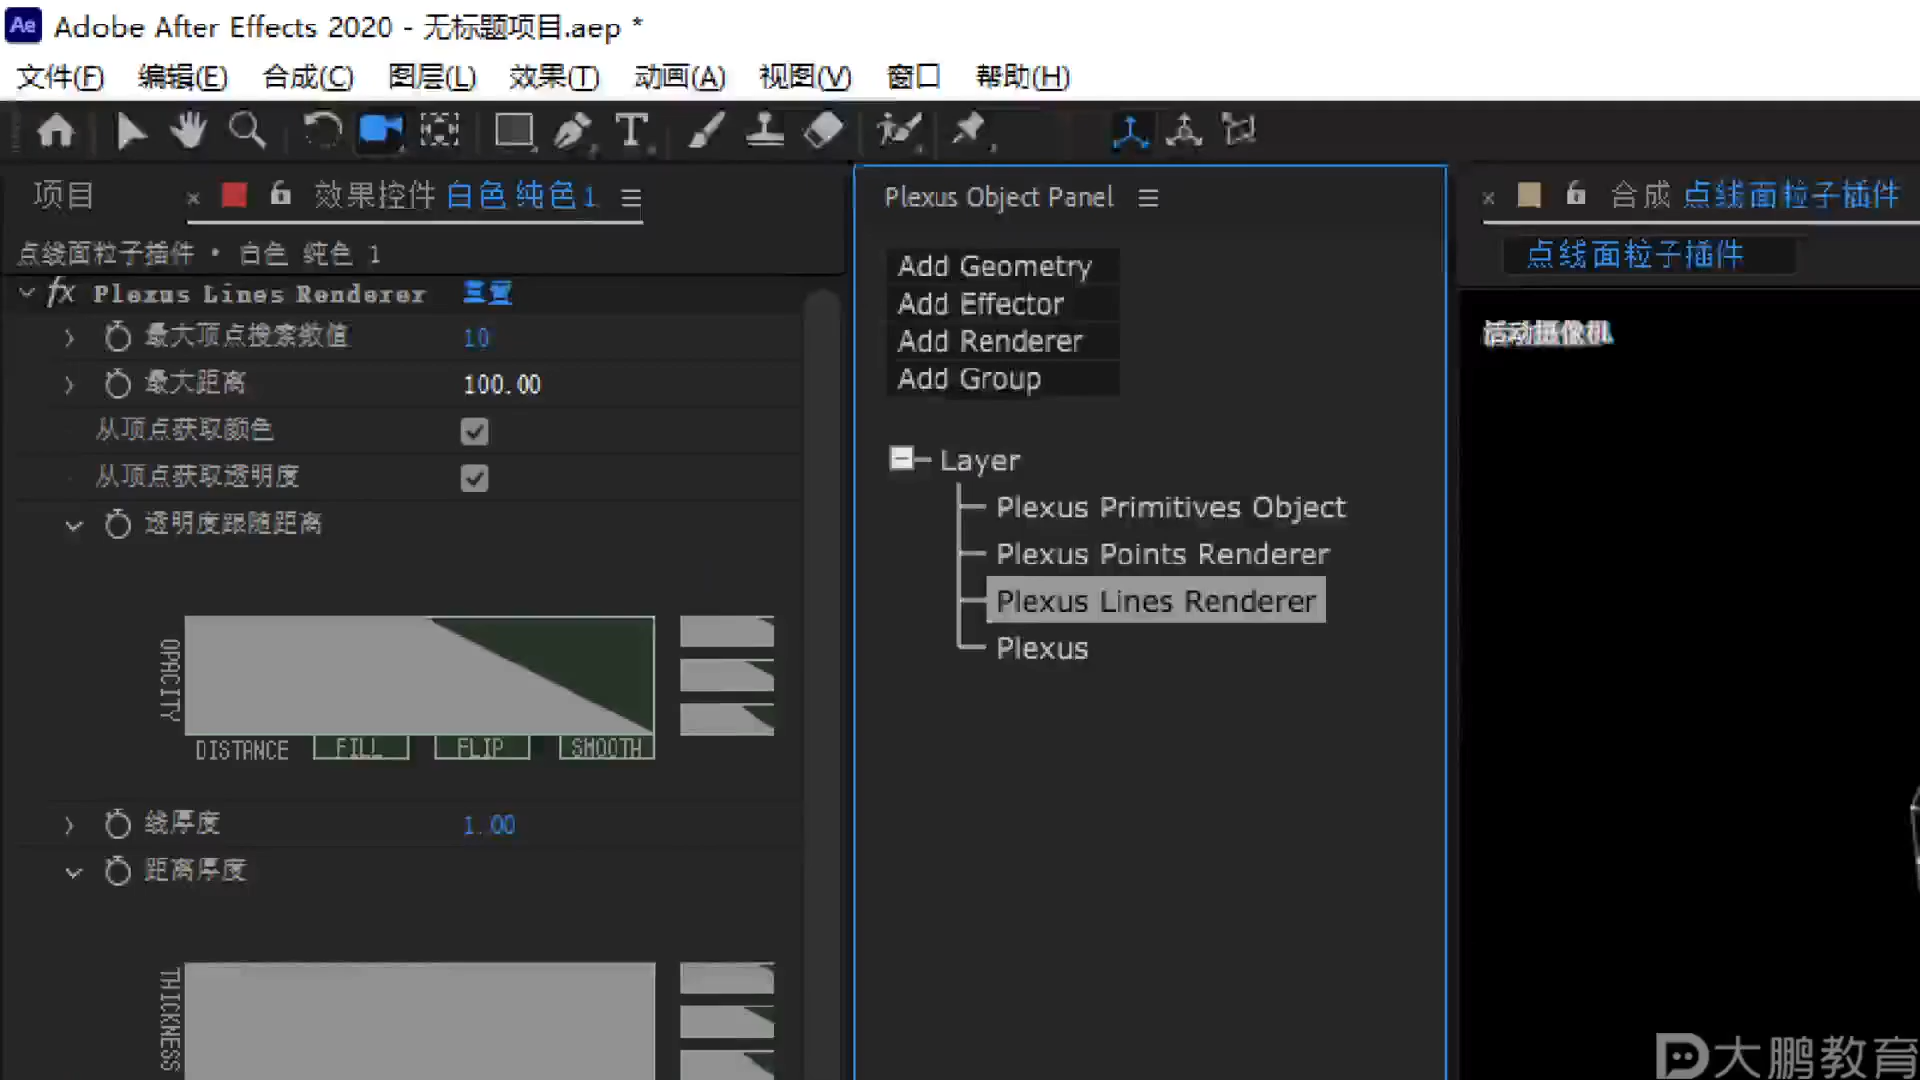 Ae Adobe After Effects 2020 - 无标题项目.aep *
文件(F) 编辑(E) 合成(C) 图层(L) 效果(T) 动画(A) 视图(V) 窗口 帮助(H)
项目 × 效果控件 白色 纯色 1
点线面粒子插件 • 白色 纯色 1
fx Plexus Lines Renderer 重置
最大顶点搜索数值 10
最大距离 100.00
从顶点获取颜色
从顶点获取透明度
透明度跟随距离
OPACITY
DISTANCE FILL FLIP SMOOTH
线厚度 1.00
距离厚度
THICKNESS
Plexus Object Panel
Add Geometry
Add Effector
Add Renderer
Add Group
Layer
Plexus Primitives Object
Plexus Points Renderer
Plexus Lines Renderer
Plexus
× 合成 点线面粒子插件
点线面粒子插件
活动摄像机
大鹏教育